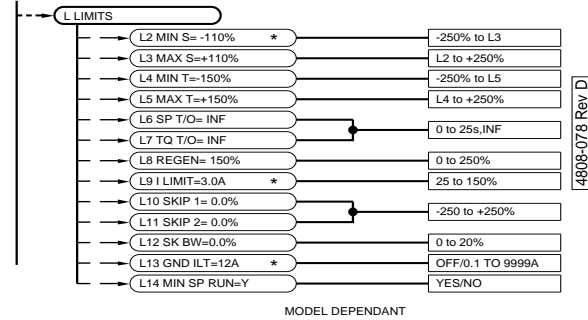 L LIMITS
L2 MIN S= -110% * -250% to L3
L3 MAX S=+110% L2 to +250%
L4 MIN T=-150% -250% to L5
L5 MAX T=+150% L4 to +250%
L6 SP T/O= INF
0 to 25s,INF
L7 TQ T/O= INF
L8 REGEN= 150% 0 to 250%
L9 I LIMIT=3.0A * 25 to 150%
L10 SKIP 1= 0.0%
-250 to +250%
L11 SKIP 2= 0.0%
L12 SK BW=0.0% 0 to 20%
L13 GND ILT=12A * OFF/0.1 TO 9999A
L14 MIN SP RUN=Y YES/NO
MODEL DEPENDANT
4808-078 Rev D